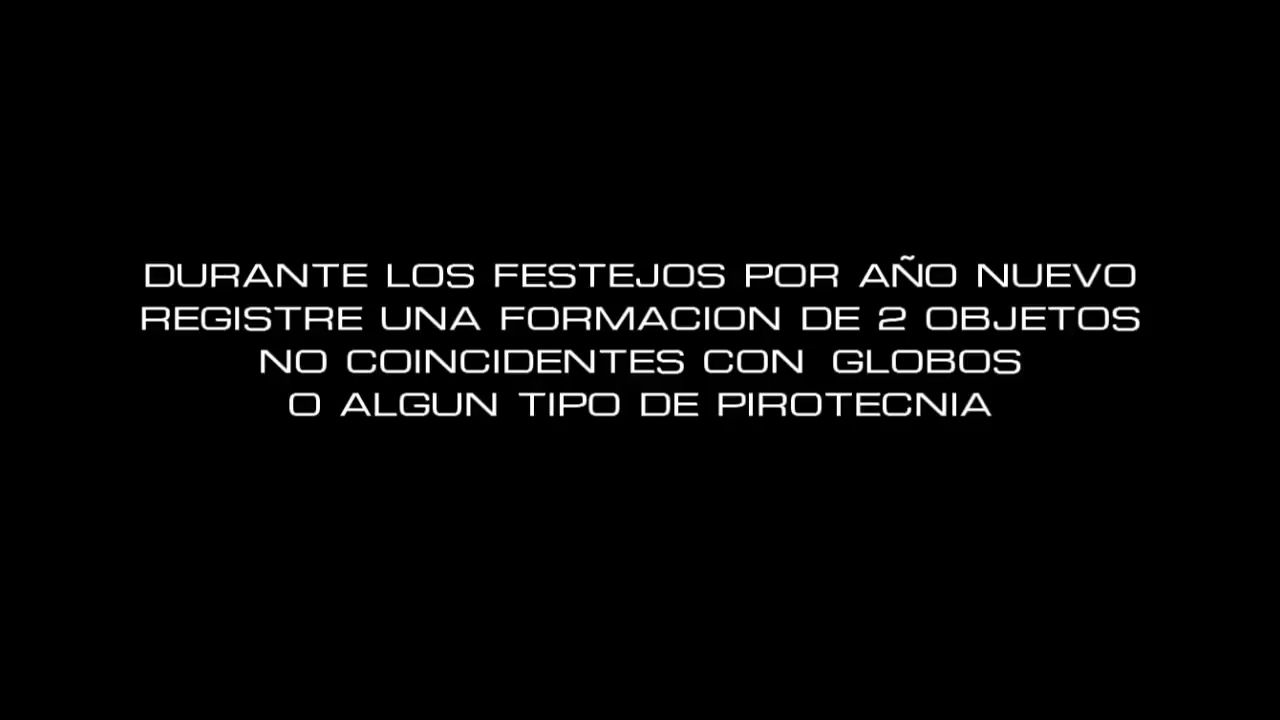 DURANTE LOS FESTEJOS POR AÑO NUEVO
REGISTRE UNA FORMACION DE 2 OBJETOS
NO COINCIDENTES CON GLOBOS
O ALGUN TIPO DE PIROTECNIA